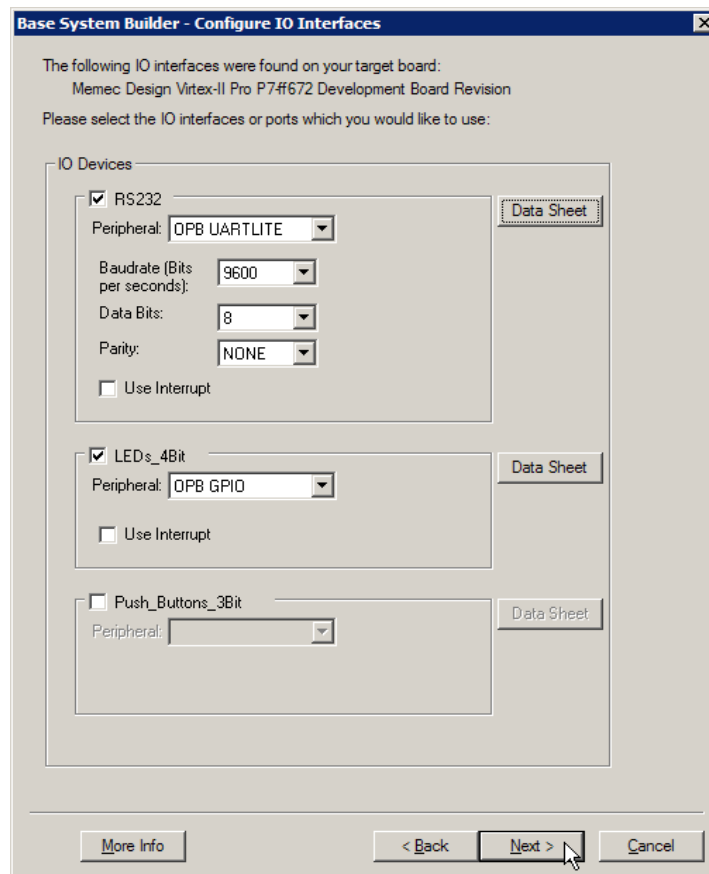 Base System Builder - Configure IO Interfaces
The following IO interfaces were found on your target board:
Memec Design Virtex-II Pro P7-ff672 Development Board Revision
Please select the IO interfaces or ports which you would like to use:
IO Devices
RS232
Data Sheet
Peripheral: OPB UARTLITE
Baudrate (Bits
per seconds): 9600
Data Bits: 8
Parity: NONE
Use Interrupt
LEDs_4Bit
Data Sheet
Peripheral: OPB GPIO
Use Interrupt
Push_Buttons_3Bit
Data Sheet
Peripheral:
More Info
< Back
Next >
Cancel